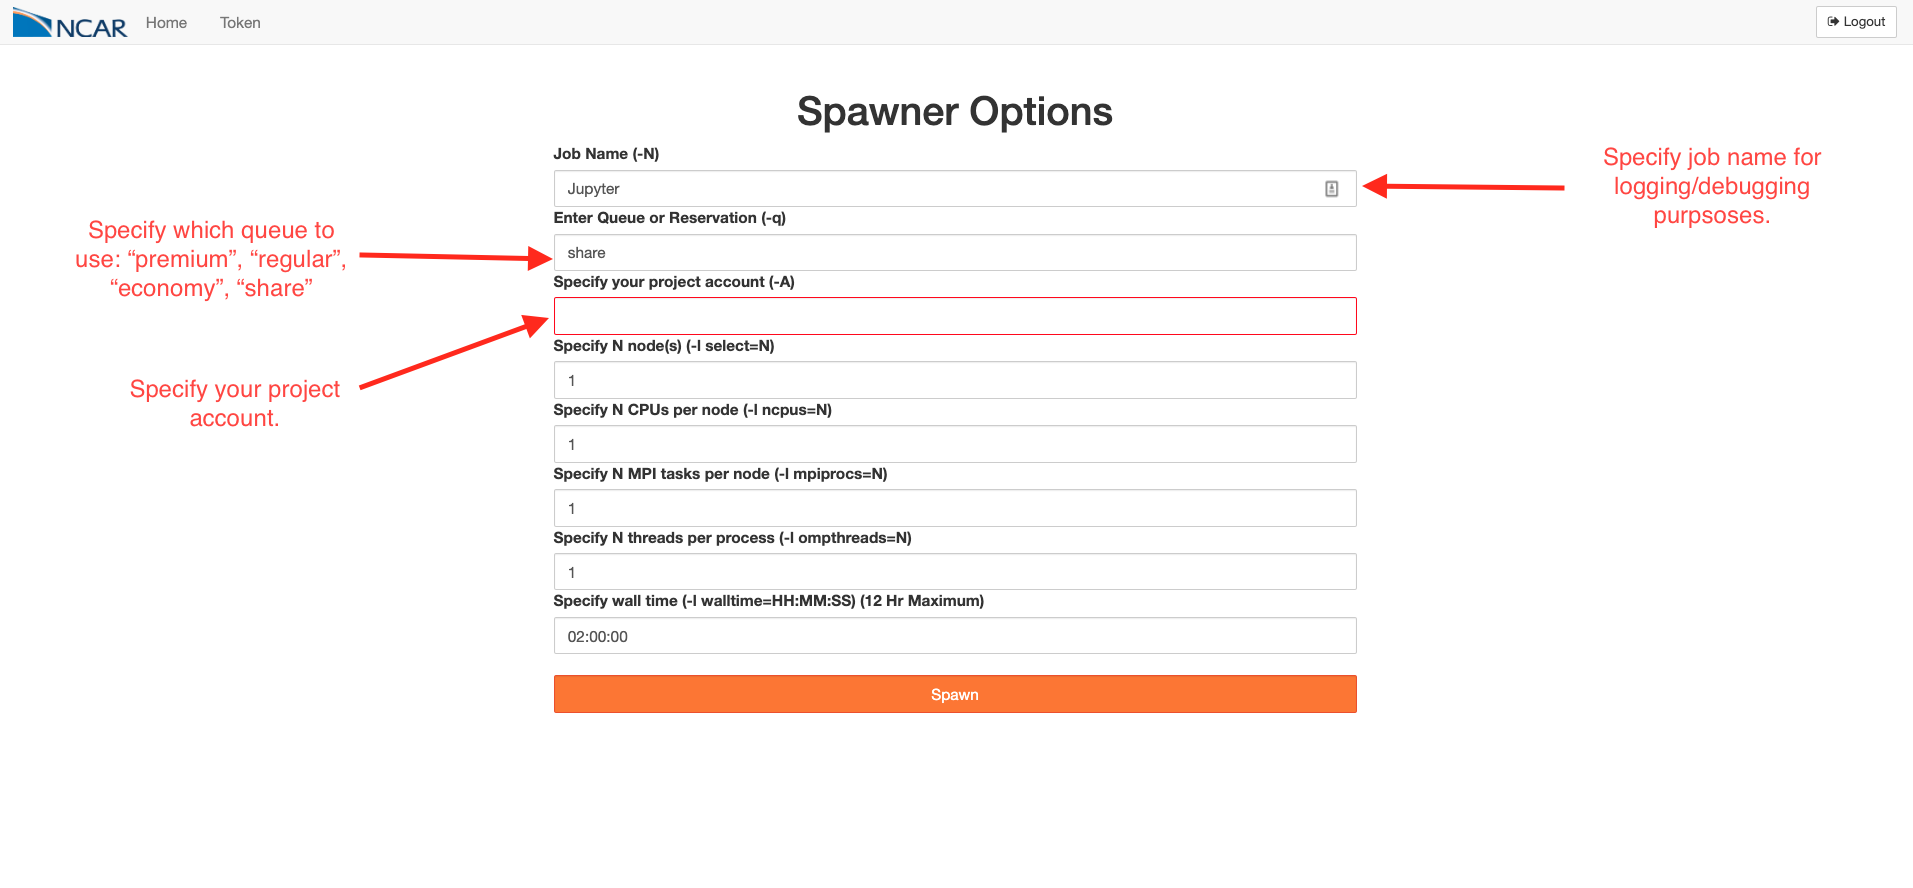 NCAR Home Token Logout
Spawner Options
Job Name (-N)
Jupyter
Specify job name for
logging/debugging
purpsoses.
Enter Queue or Reservation (-q)
share
Specify which queue to
use: “premium”, “regular”,
“economy”, “share”
Specify your project account (-A)
Specify your project
account.
Specify N node(s) (-l select=N)
1
Specify N CPUs per node (-l ncpus=N)
1
Specify N MPI tasks per node (-l mpiprocs=N)
1
Specify N threads per process (-l ompthreads=N)
1
Specify wall time (-l walltime=HH:MM:SS) (12 Hr Maximum)
02:00:00
Spawn